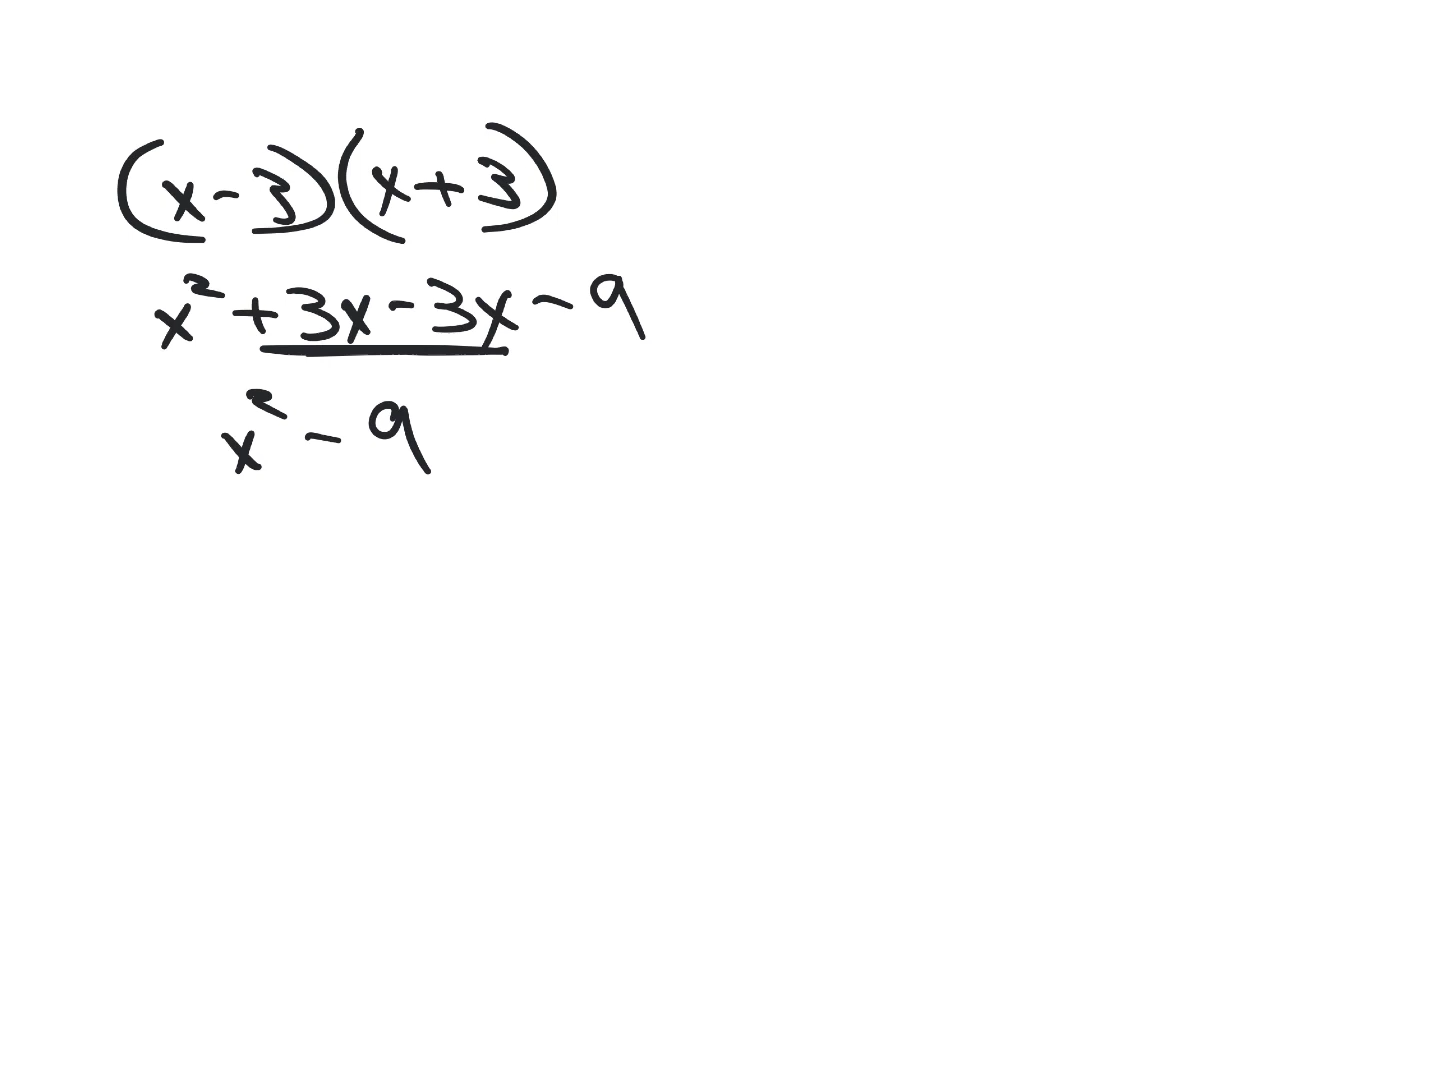 (x-3)(x+3)
x² + 3x - 3x - 9
x² - 9